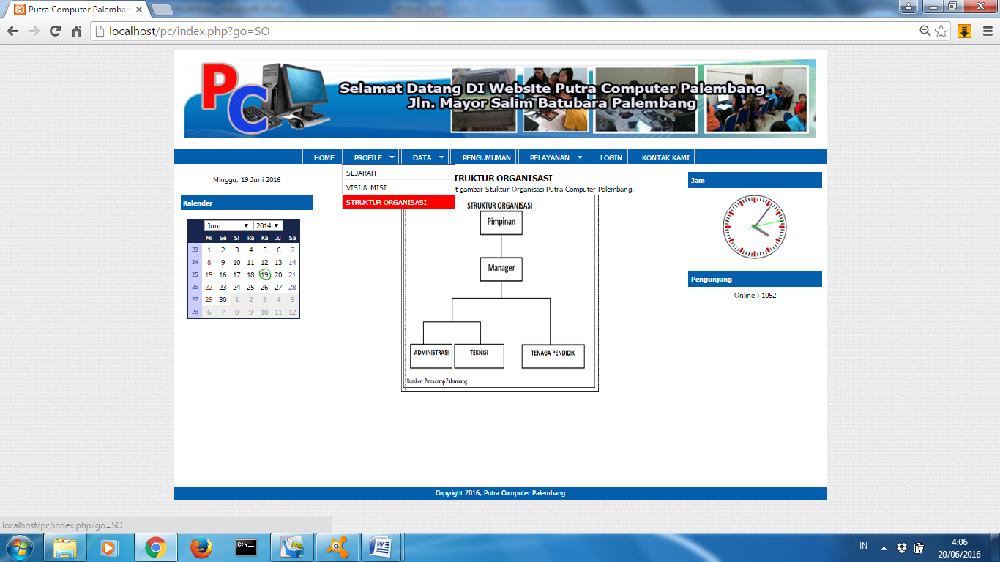 Putra Computer Palembar
localhost/pc/index.php?go=SO
PC
Selamat Datang DI Website Putra Computer Palembang
Jln. Mayor Salim Batubara Palembang
HOME PROFILE DATA PENGUMUMAN PELAYANAN LOGIN KONTAK KAMI
SEJARAH
VISI & MISI
STRUKTUR ORGANISASI
Minggu, 19 Juni 2016
Kalender
Juni 2014
Mi Se Sl Ra Ka Ju Sa
23 1 2 3 4 5 6 7
24 8 9 10 11 12 13 14
25 15 16 17 18 19 20 21
26 22 23 24 25 26 27 28
27 29 30 1 2 3 4 5
28 6 7 8 9 10 11 12
TRUKTUR ORGANISASI
t gambar Stuktur Organisasi Putra Computer Palembang.
STRUKTUR ORGANISASI
Pimpinan
Manager
ADMINISTRASI TEKNISI TENAGA PENDIDIK
Sumber : Putracomp Palembang
Jam
Pengunjung
Online : 1052
Copyright 2016, Putra Computer Palembang
localhost/pc/index.php?go=SO
IN
4:06
20/06/2016